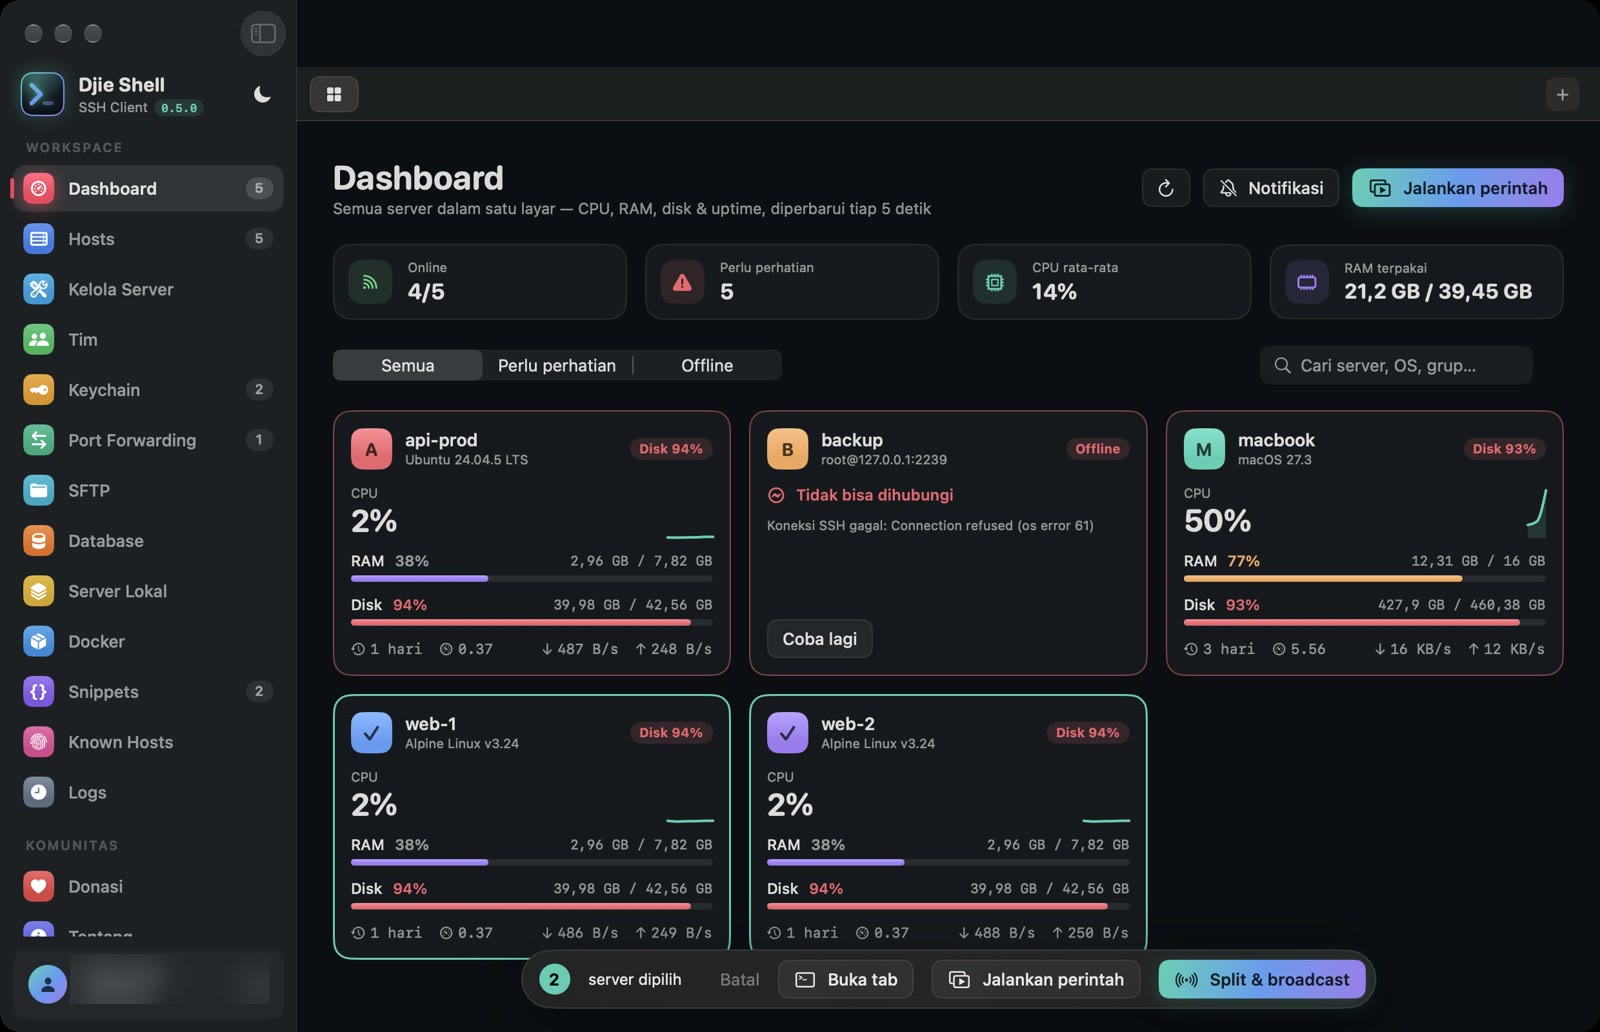 Djie Shell
SSH Client 0.5.0
WORKSPACE
Dashboard 5
Hosts 5
Kelola Server
Tim
Keychain 2
Port Forwarding 1
SFTP
Database
Server Lokal
Docker
Snippets 2
Known Hosts
Logs
KOMUNITAS
Donasi
Tentang
Dashboard
Semua server dalam satu layar — CPU, RAM, disk & uptime, diperbarui tiap 5 detik
Notifikasi
Jalankan perintah
Online
4/5
Perlu perhatian
5
CPU rata-rata
14%
RAM terpakai
21,2 GB / 39,45 GB
Semua Perlu perhatian Offline
Cari server, OS, grup...
A
api-prod
Ubuntu 24.04.5 LTS
Disk 94%
CPU
2%
RAM 38% 2,96 GB / 7,82 GB
Disk 94% 39,98 GB / 42,56 GB
1 hari 0.37 ↓ 487 B/s ↑ 248 B/s
B
backup
root@127.0.0.1:2239
Offline
Tidak bisa dihubungi
Koneksi SSH gagal: Connection refused (os error 61)
Coba lagi
M
macbook
macOS 27.3
Disk 93%
CPU
50%
RAM 77% 12,31 GB / 16 GB
Disk 93% 427,9 GB / 460,38 GB
3 hari 5.56 ↓ 16 KB/s ↑ 12 KB/s
web-1
Alpine Linux v3.24
Disk 94%
CPU
2%
RAM 38% 2,96 GB / 7,82 GB
Disk 94% 39,98 GB / 42,56 GB
1 hari 0.37 ↓ 486 B/s ↑ 249 B/s
web-2
Alpine Linux v3.24
Disk 94%
CPU
2%
RAM 38% 2,96 GB / 7,82 GB
Disk 94% 39,98 GB / 42,56 GB
1 hari 0.37 ↓ 488 B/s ↑ 250 B/s
2 server dipilih Batal Buka tab Jalankan perintah Split & broadcast